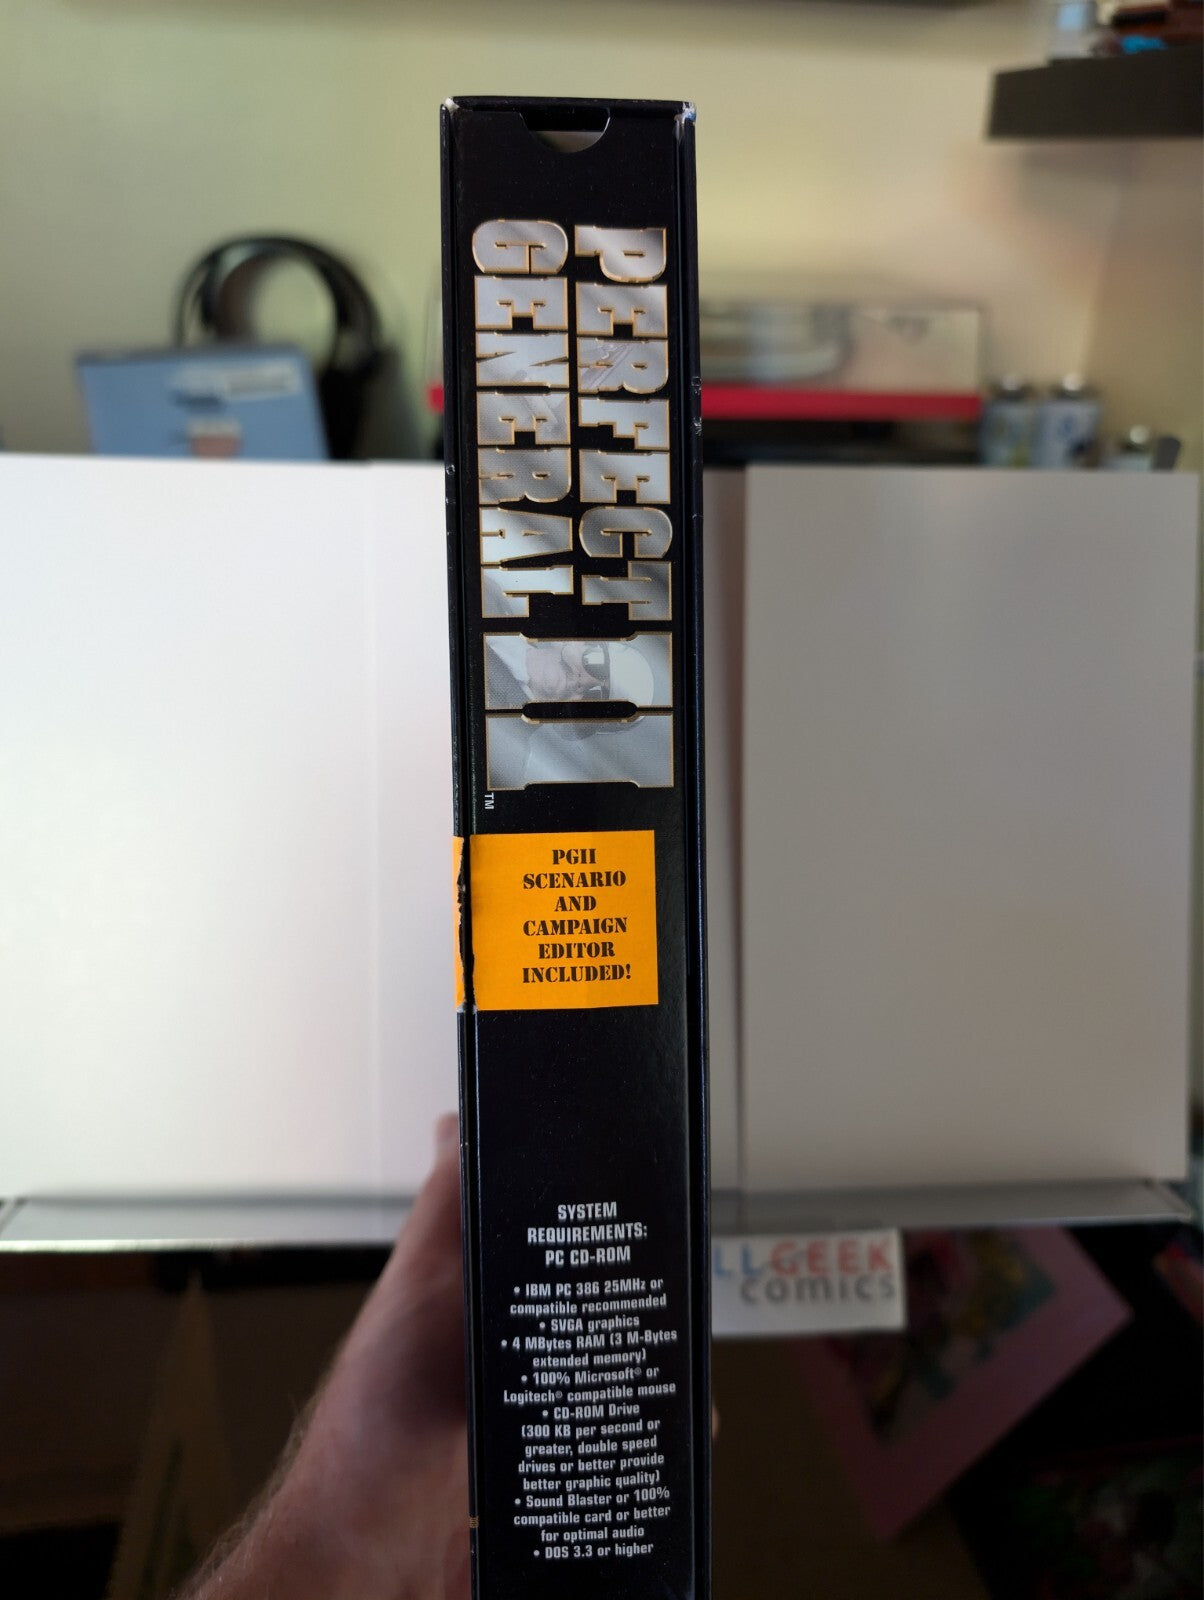 PERFECT
GENERAL II
TM
PGII
SCENARIO
AND
CAMPAIGN
EDITOR
INCLUDED!
SYSTEM
REQUIREMENTS:
PC CD-ROM
• IBM PC 386 25MHz or
compatible recommended
• SVGA graphics
• 4 MBytes RAM (3 M-Bytes
extended memory)
• 100% Microsoft® or
Logitech® compatible mouse
• CD-ROM Drive
(300 KB per second or
greater, double speed
drives or better provide
better graphic quality)
• Sound Blaster or 100%
compatible card or better
for optimal audio
• DOS 3.3 or higher
LLGEEK
COMICS